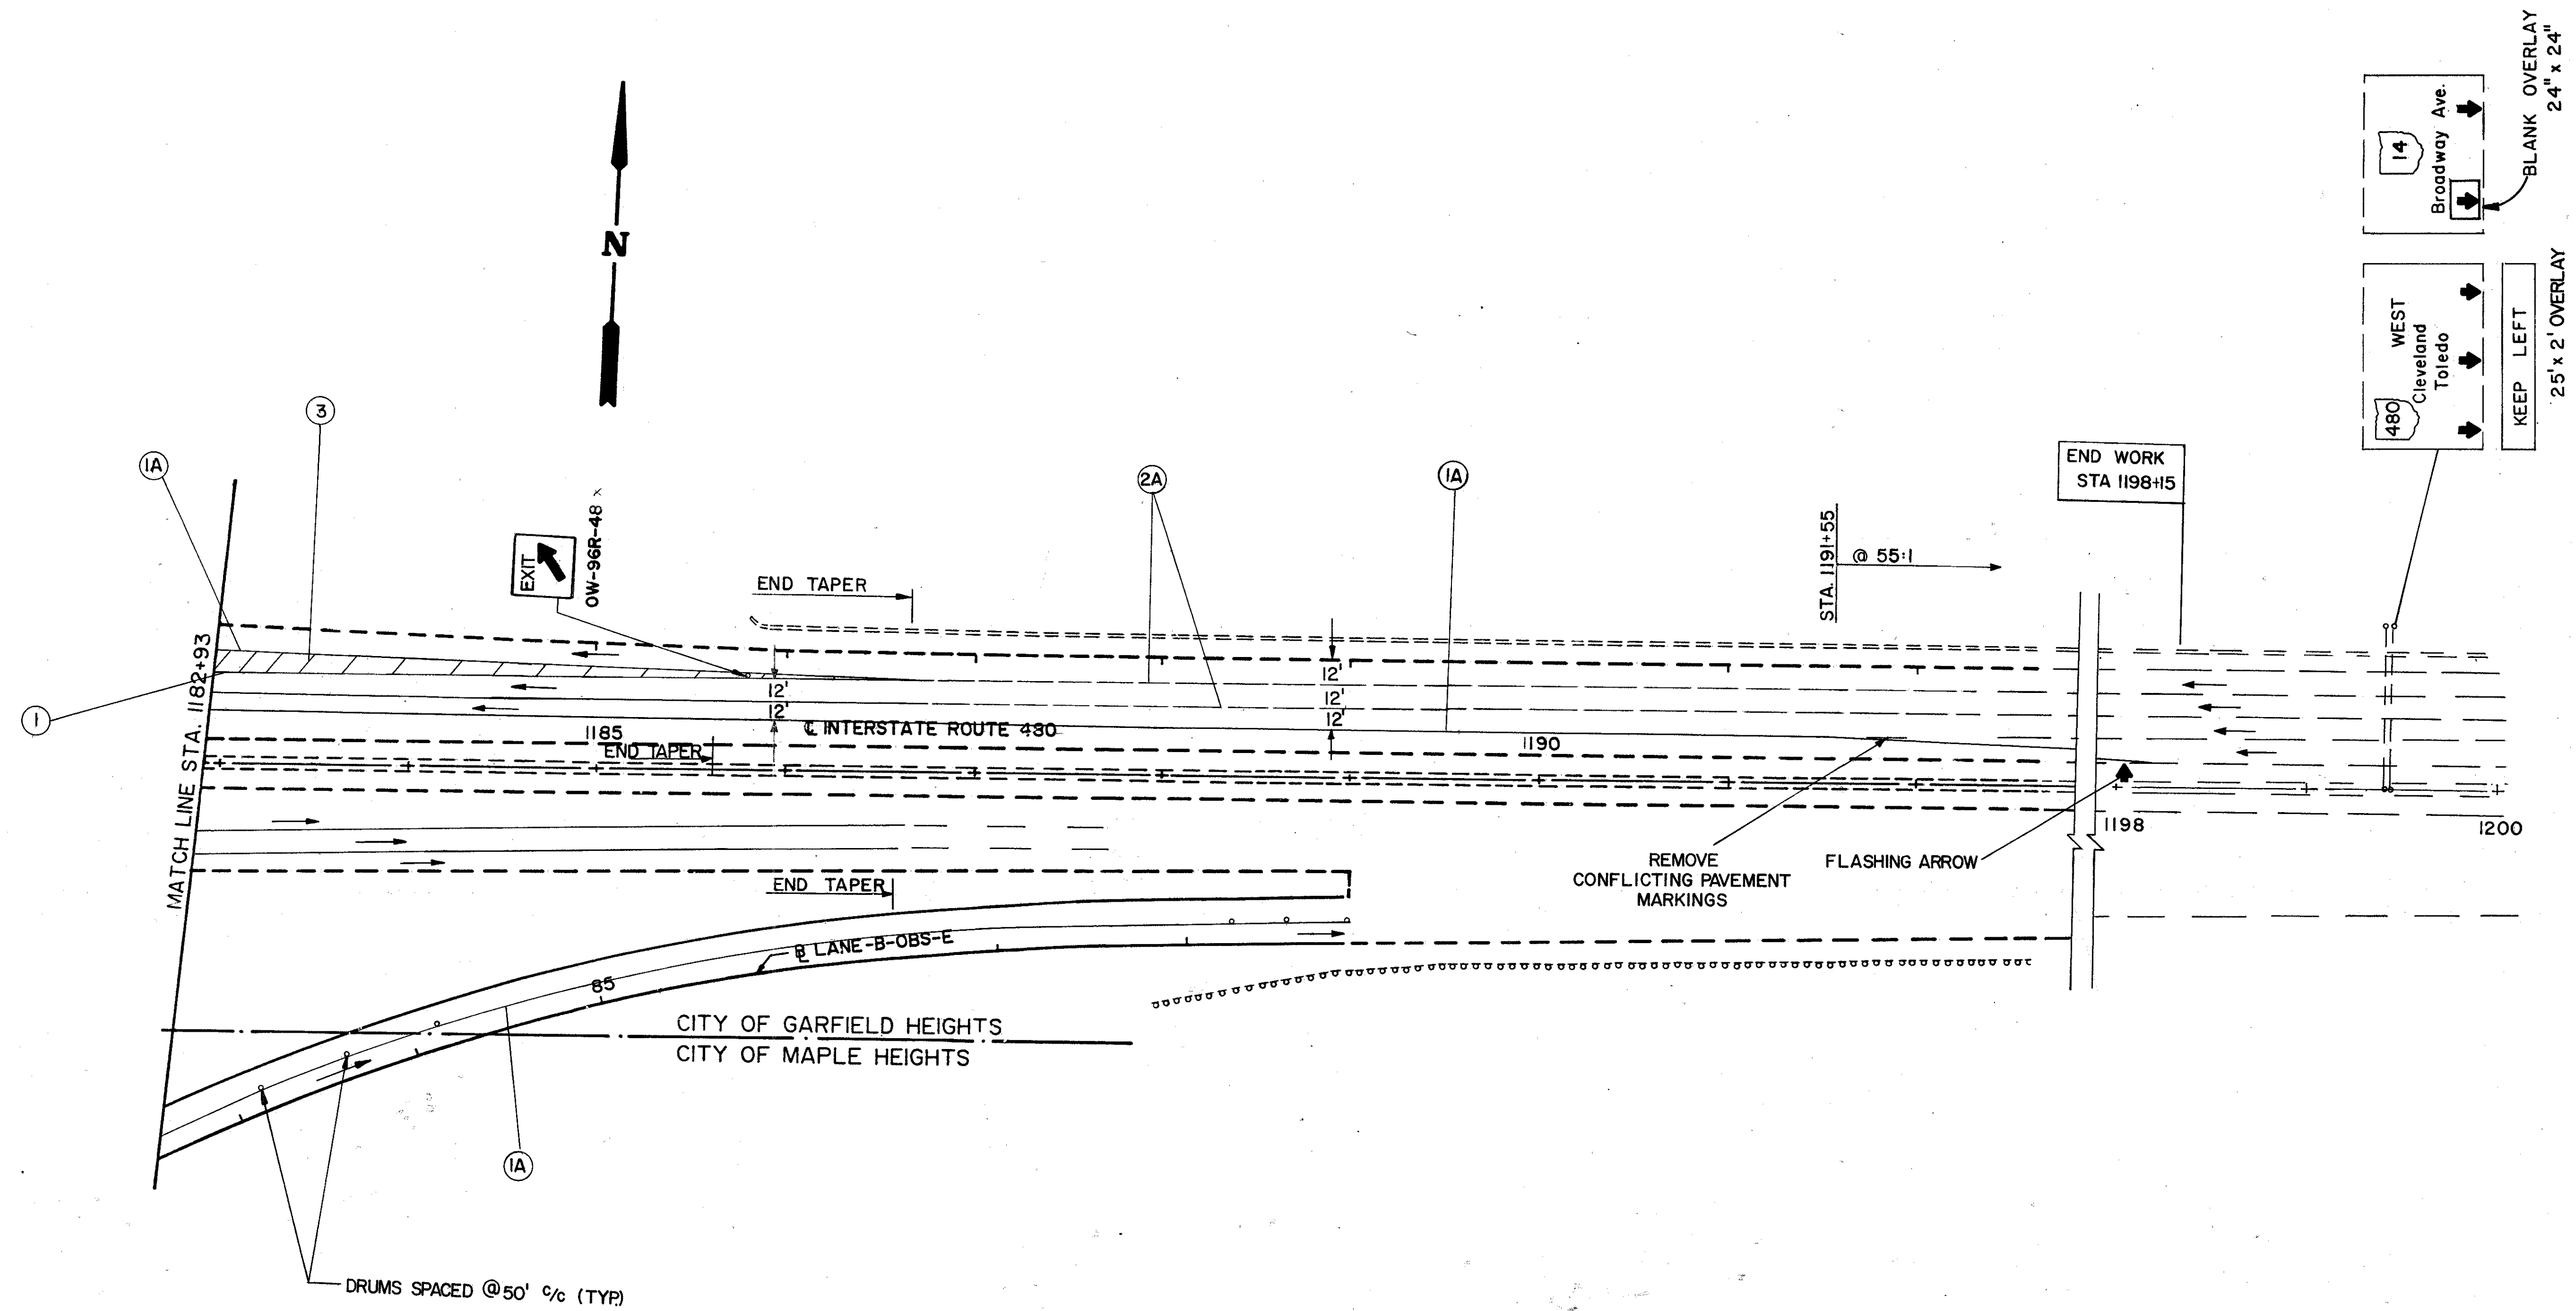 BLANK OVERLAY
24" x 24"
14
Broadway Ave.
WEST
Cleveland
Toledo
480
KEEP LEFT
25' x 2' OVERLAY
N
3
1A
2A
1A
END WORK
STA 1198+15
EXIT
OW-96R-48
END TAPER
STA. 1191+55
@ 55:1
1
MATCH LINE STA. 1182+93
12'
12'
12'
12'
12'
1185
℄ INTERSTATE ROUTE 480
1190
END TAPER
1198
1200
REMOVE
CONFLICTING PAVEMENT
MARKINGS
FLASHING ARROW
END TAPER
LANE-B-OBS-E
85
CITY OF GARFIELD HEIGHTS
CITY OF MAPLE HEIGHTS
1A
DRUMS SPACED @ 50' c/c (TYP.)